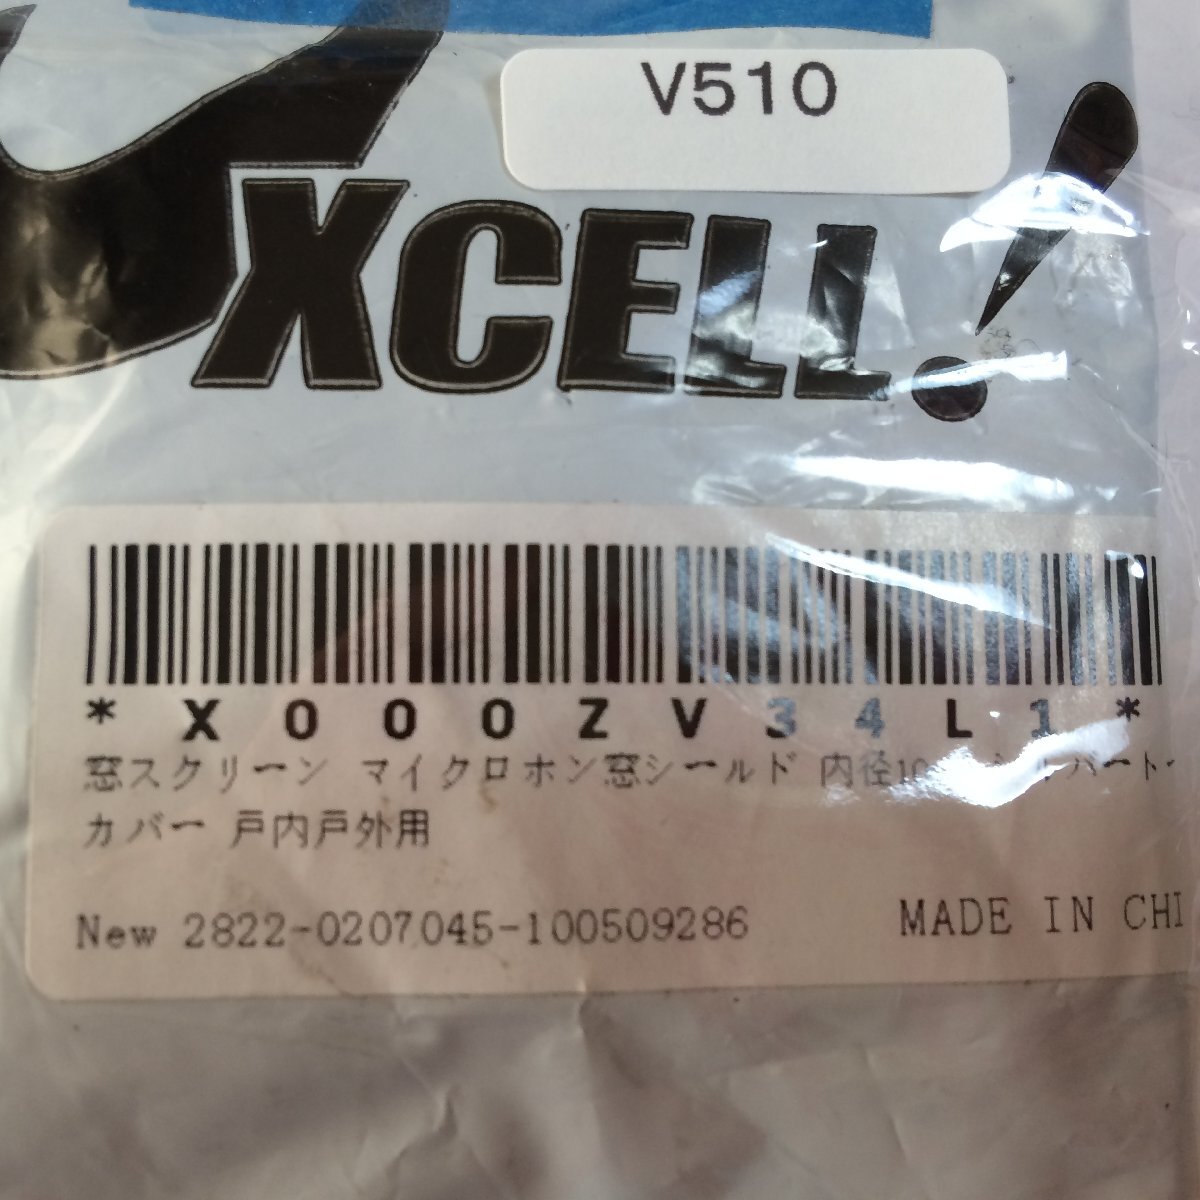 V510
XCELL!
*X000ZV34L1*
窓スクリーン マイクロホン窓シールド 内径10
カバー 戸内戸外用
New 2822-0207045-100509286
MADE IN CHI